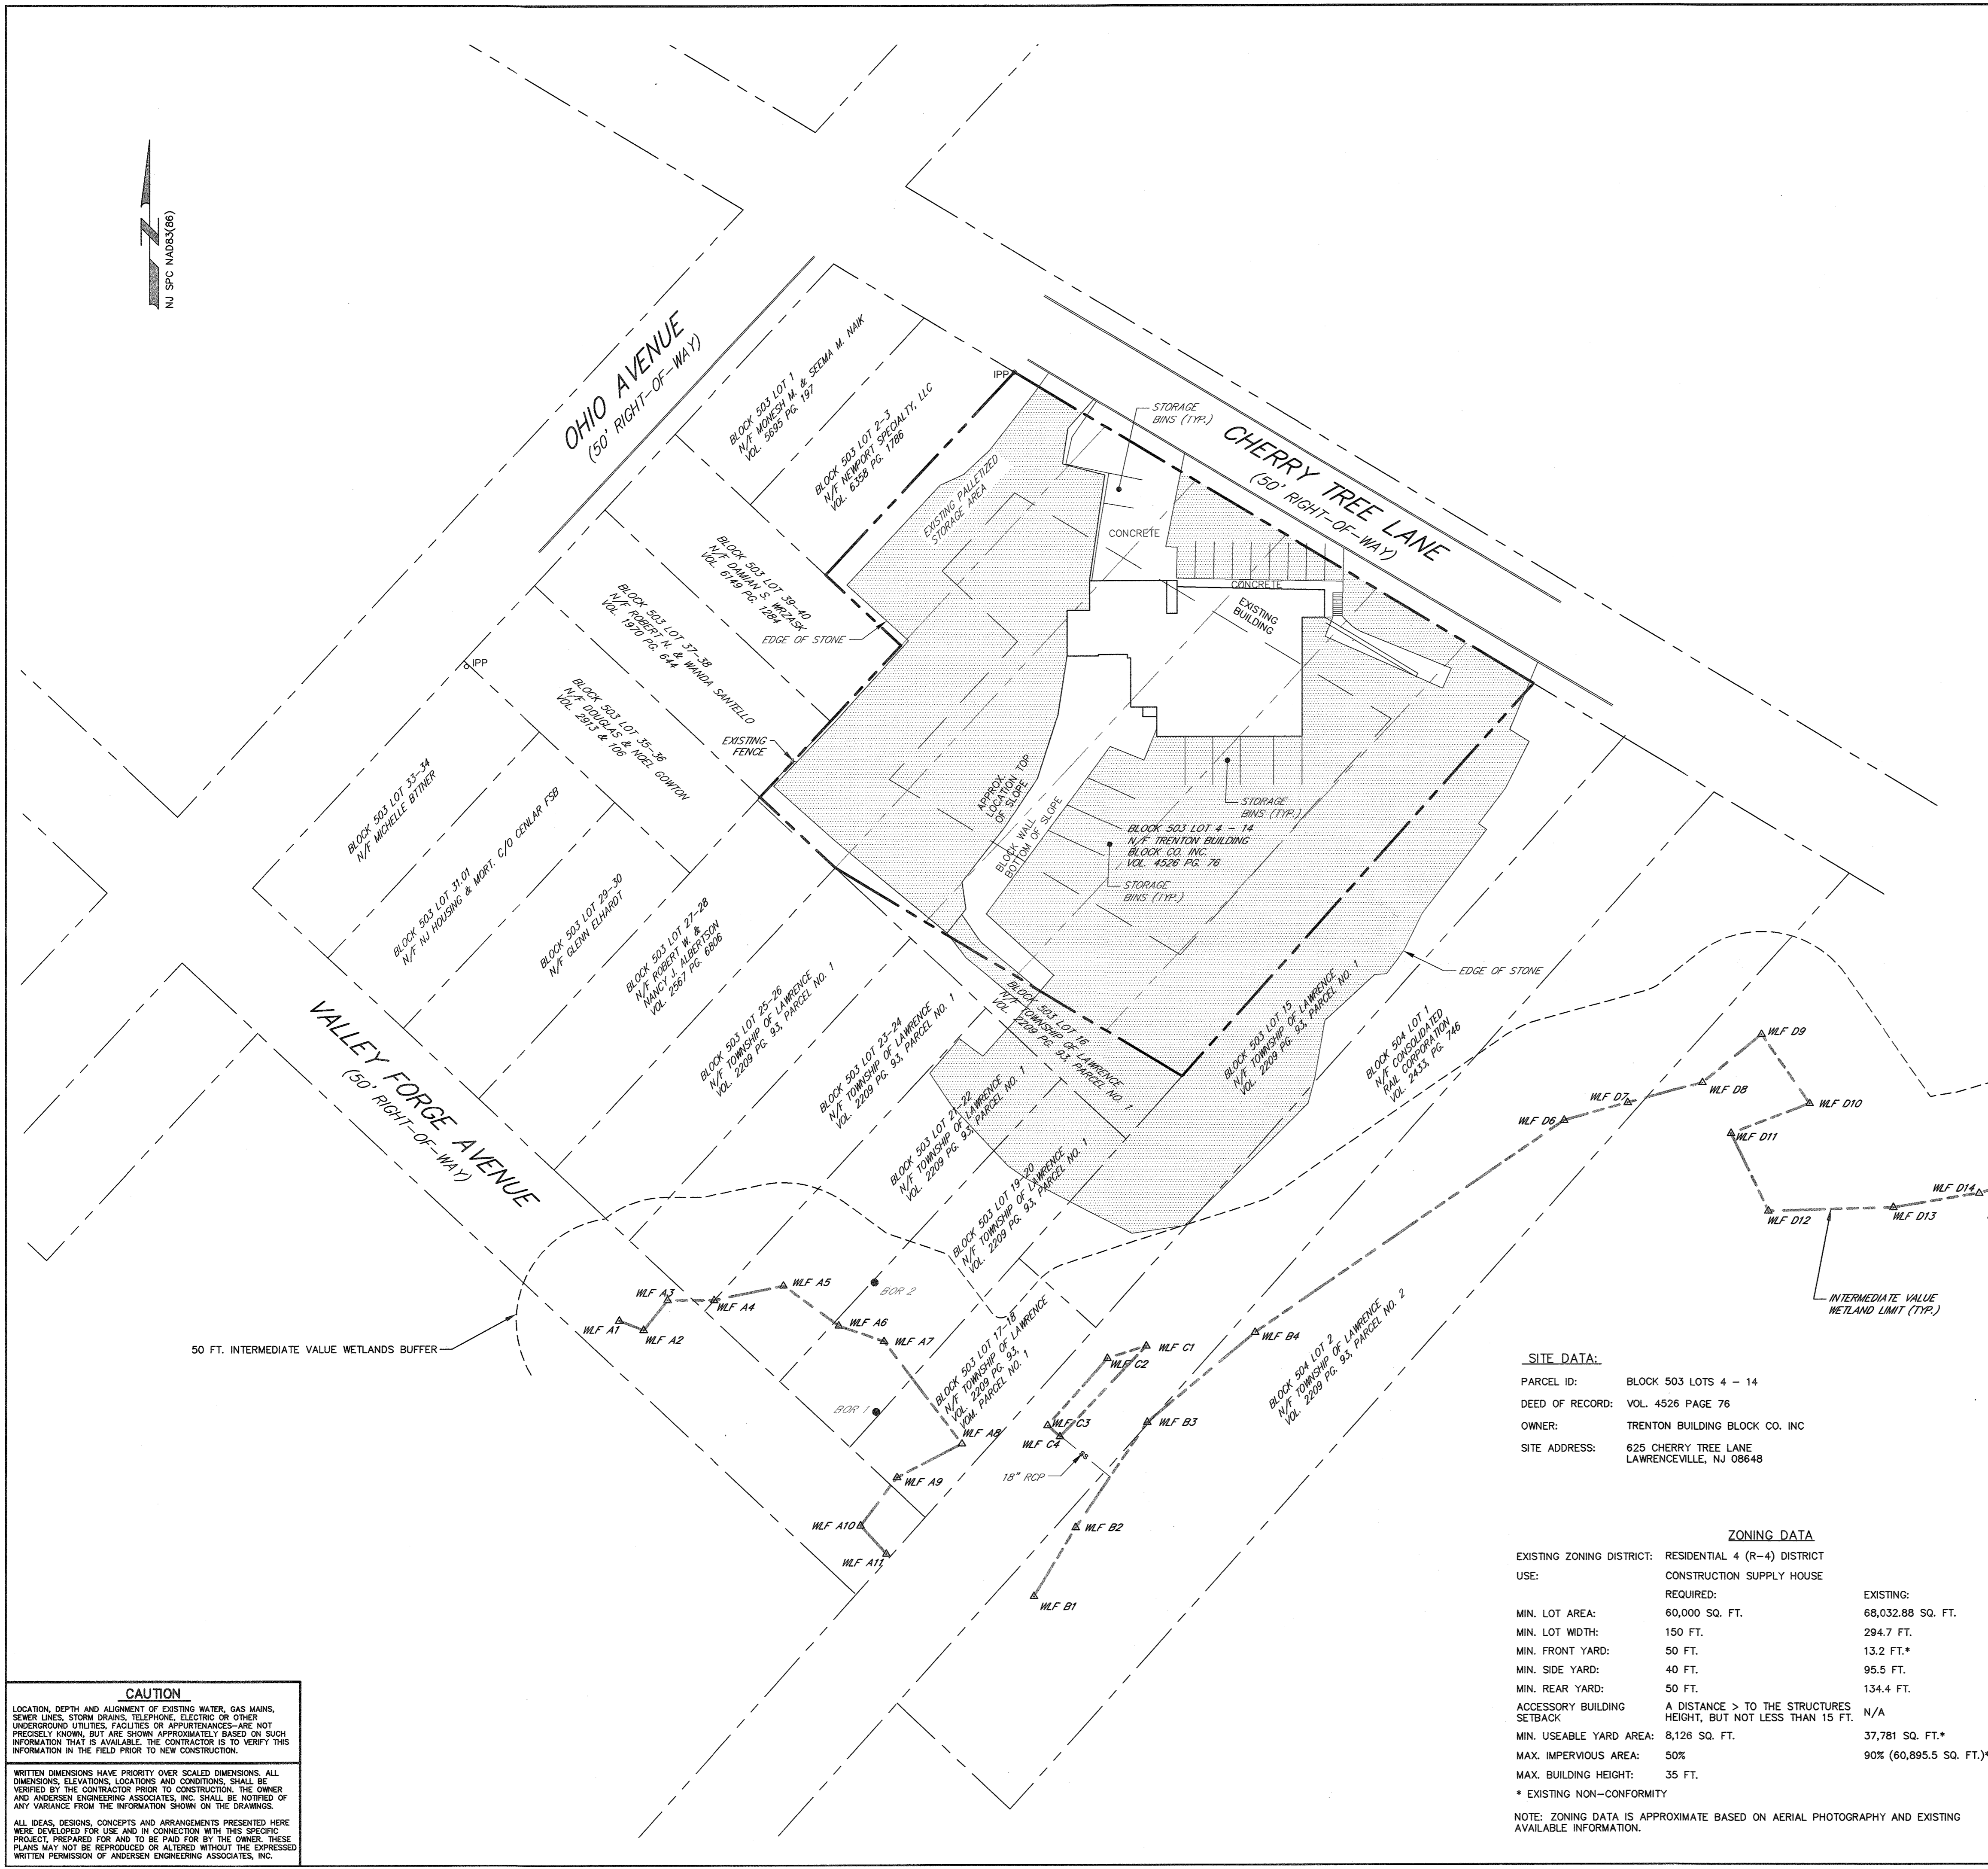 NJ SPC NAD83(86)
OHIO AVENUE
(50' RIGHT-OF-WAY)
CHERRY TREE LANE
(50' RIGHT-OF-WAY)
VALLEY FORGE AVENUE
(50' RIGHT-OF-WAY)
IPP
IPP
BLOCK 503 LOT 1
N/F MONESH M. & SEEMA M. NAIK
VOL. 5695 PG. 197
BLOCK 503 LOT 2-3
N/F NEWPORT SPECIALTY, LLC
VOL. 6358 PG. 1786
EXISTING PALLETIZED
STORAGE AREA
STORAGE
BINS (TYP.)
CONCRETE
CONCRETE
EXISTING
BUILDING
BLOCK 503 LOT 39-40
N/F DAMIAN S. WRZASK
VOL. 6149 PG. 1284
EDGE OF STONE
BLOCK 503 LOT 37-38
N/F ROBERT N. & WANDA SANTELLO
VOL. 1970 PG. 644
BLOCK 503 LOT 35-36
N/F DOUGLAS & NOEL GOWTON
VOL. 2913 & 106
EXISTING
FENCE
BLOCK 503 LOT 33-34
N/F MICHELLE BTTNER
BLOCK 503 LOT 31.01
N/F NJ HOUSING & MORT. C/O CENLAR FSB
BLOCK 503 LOT 29-30
N/F GLENN ELHARDT
BLOCK 503 LOT 27-28
N/F ROBERT W. &
NANCY J. ALBERTSON
VOL. 2567 PG. 6806
BLOCK 503 LOT 25-26
N/F TOWNSHIP OF LAWRENCE
VOL. 2209 PG. 93, PARCEL NO. 1
BLOCK 503 LOT 23-24
N/F TOWNSHIP OF LAWRENCE
VOL. 2209 PG. 93, PARCEL NO. 1
BLOCK 503 LOT 21-22
N/F TOWNSHIP OF LAWRENCE
VOL. 2209 PG. 93, PARCEL NO. 1
BLOCK 503 LOT 19-20
N/F TOWNSHIP OF LAWRENCE
VOL. 2209 PG. 93, PARCEL NO. 1
BLOCK 503 LOT 17-18
N/F TOWNSHIP OF LAWRENCE
VOL. 2209 PG. 93,
VOM. PARCEL NO. 1
BLOCK 503 LOT 16
N/F TOWNSHIP OF LAWRENCE
VOL. 2209 PG. 93, PARCEL NO. 1
BLOCK 503 LOT 15
N/F TOWNSHIP OF LAWRENCE
VOL. 2209 PG. 93, PARCEL NO. 1
BLOCK 504 LOT 1
N/F CONSOLIDATED
RAIL CORPORATION
VOL. 2433, PG. 746
BLOCK 504 LOT 2
N/F TOWNSHIP OF LAWRENCE
VOL. 2209 PG. 93, PARCEL NO. 2
APPROX.
LOCATION TOP
OF SLOPE
BLOCK WALL
BOTTOM OF SLOPE
STORAGE
BINS (TYP.)
BLOCK 503 LOT 4 - 14
N/F TRENTON BUILDING
BLOCK CO. INC.
VOL. 4526 PG. 76
STORAGE
BINS (TYP.)
EDGE OF STONE
WLF D9
WLF D8
WLF D7
WLF D6
WLF D10
WLF D11
WLF D12
WLF D13
WLF D14
INTERMEDIATE VALUE
WETLAND LIMIT (TYP.)
WLF A1
WLF A2
WLF A3
WLF A4
WLF A5
WLF A6
WLF A7
WLF A8
WLF A9
WLF A10
WLF A11
BOR 2
BOR 1
WLF C1
WLF C2
WLF C3
WLF C4
18" RCP
SS
WLF B4
WLF B3
WLF B2
WLF B1
50 FT. INTERMEDIATE VALUE WETLANDS BUFFER
SITE DATA:
PARCEL ID: BLOCK 503 LOTS 4 - 14
DEED OF RECORD: VOL. 4526 PAGE 76
OWNER: TRENTON BUILDING BLOCK CO. INC
SITE ADDRESS: 625 CHERRY TREE LANE
LAWRENCEVILLE, NJ 08648
ZONING DATA
EXISTING ZONING DISTRICT: RESIDENTIAL 4 (R-4) DISTRICT
USE: CONSTRUCTION SUPPLY HOUSE
REQUIRED: EXISTING:
MIN. LOT AREA: 60,000 SQ. FT. 68,032.88 SQ. FT.
MIN. LOT WIDTH: 150 FT. 294.7 FT.
MIN. FRONT YARD: 50 FT. 13.2 FT.*
MIN. SIDE YARD: 40 FT. 95.5 FT.
MIN. REAR YARD: 50 FT. 134.4 FT.
ACCESSORY BUILDING A DISTANCE > TO THE STRUCTURES N/A
SETBACK HEIGHT, BUT NOT LESS THAN 15 FT.
MIN. USEABLE YARD AREA: 8,126 SQ. FT. 37,781 SQ. FT.*
MAX. IMPERVIOUS AREA: 50% 90% (60,895.5 SQ. FT.)*
MAX. BUILDING HEIGHT: 35 FT.
* EXISTING NON-CONFORMITY
NOTE: ZONING DATA IS APPROXIMATE BASED ON AERIAL PHOTOGRAPHY AND EXISTING
AVAILABLE INFORMATION.
CAUTION
LOCATION, DEPTH AND ALIGNMENT OF EXISTING WATER, GAS MAINS,
SEWER LINES, STORM DRAINS, TELEPHONE, ELECTRIC OR OTHER
UNDERGROUND UTILITIES, FACILITIES OR APPURTENANCES-ARE NOT
PRECISELY KNOWN, BUT ARE SHOWN APPROXIMATELY BASED ON SUCH
INFORMATION THAT IS AVAILABLE. THE CONTRACTOR IS TO VERIFY THIS
INFORMATION IN THE FIELD PRIOR TO NEW CONSTRUCTION.
WRITTEN DIMENSIONS HAVE PRIORITY OVER SCALED DIMENSIONS. ALL
DIMENSIONS, ELEVATIONS, LOCATIONS AND CONDITIONS, SHALL BE
VERIFIED BY THE CONTRACTOR PRIOR TO CONSTRUCTION. THE OWNER
AND ANDERSEN ENGINEERING ASSOCIATES, INC. SHALL BE NOTIFIED OF
ANY VARIANCE FROM THE INFORMATION SHOWN ON THE DRAWINGS.
ALL IDEAS, DESIGNS, CONCEPTS AND ARRANGEMENTS PRESENTED HERE
WERE DEVELOPED FOR USE AND IN CONNECTION WITH THIS SPECIFIC
PROJECT, PREPARED FOR AND TO BE PAID FOR BY THE OWNER. THESE
PLANS MAY NOT BE REPRODUCED OR ALTERED WITHOUT THE EXPRESSED
WRITTEN PERMISSION OF ANDERSEN ENGINEERING ASSOCIATES, INC.